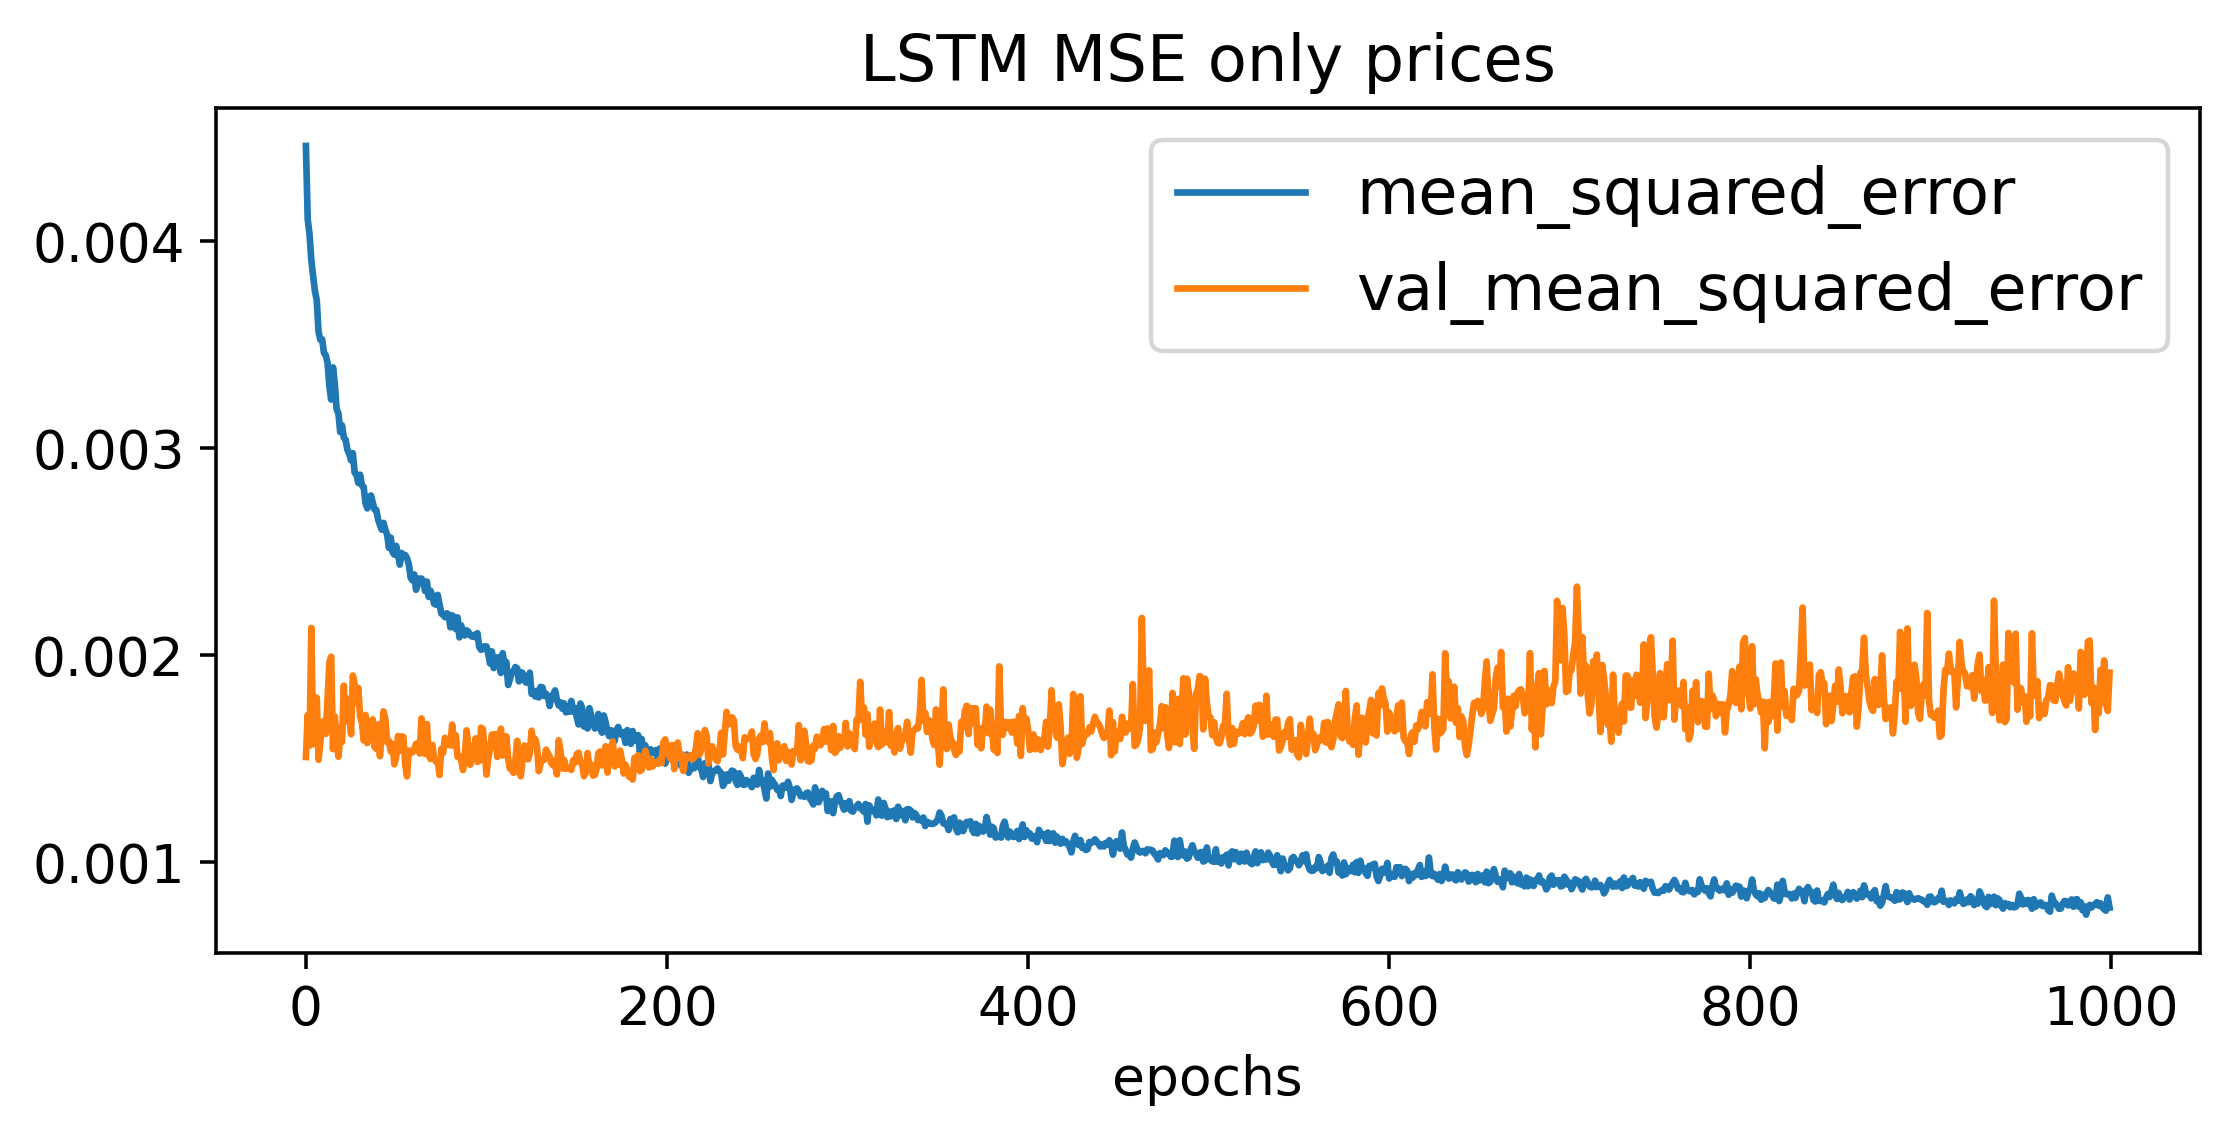 LSTM MSE only prices
mean_squared_error
val_mean_squared_error
0.004
0.003
0.002
0.001
0 200 400 600 800 1000
epochs